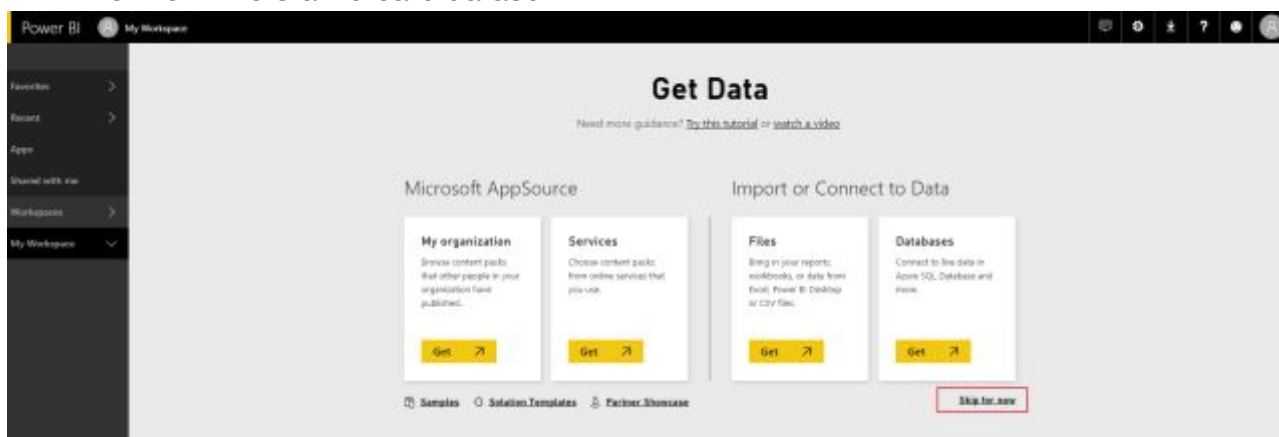 Power BI
My Workspace
?
Favorites
Recent
Apps
Shared with me
Workspaces
My Workspace
Get Data
Need more guidance? Try this tutorial or watch a video
Microsoft AppSource
Import or Connect to Data
My organization
Browse content packs
that other people in your
organization have
published.
Get
Services
Choose content packs
from online services that
you use.
Get
Files
Bring in your reports,
workbooks, or data from
Excel, Power BI Desktop
or CSV files.
Get
Databases
Connect to live data in
Azure SQL Database and
more.
Get
Samples
Solution Templates
Partner Showcase
Skip for now